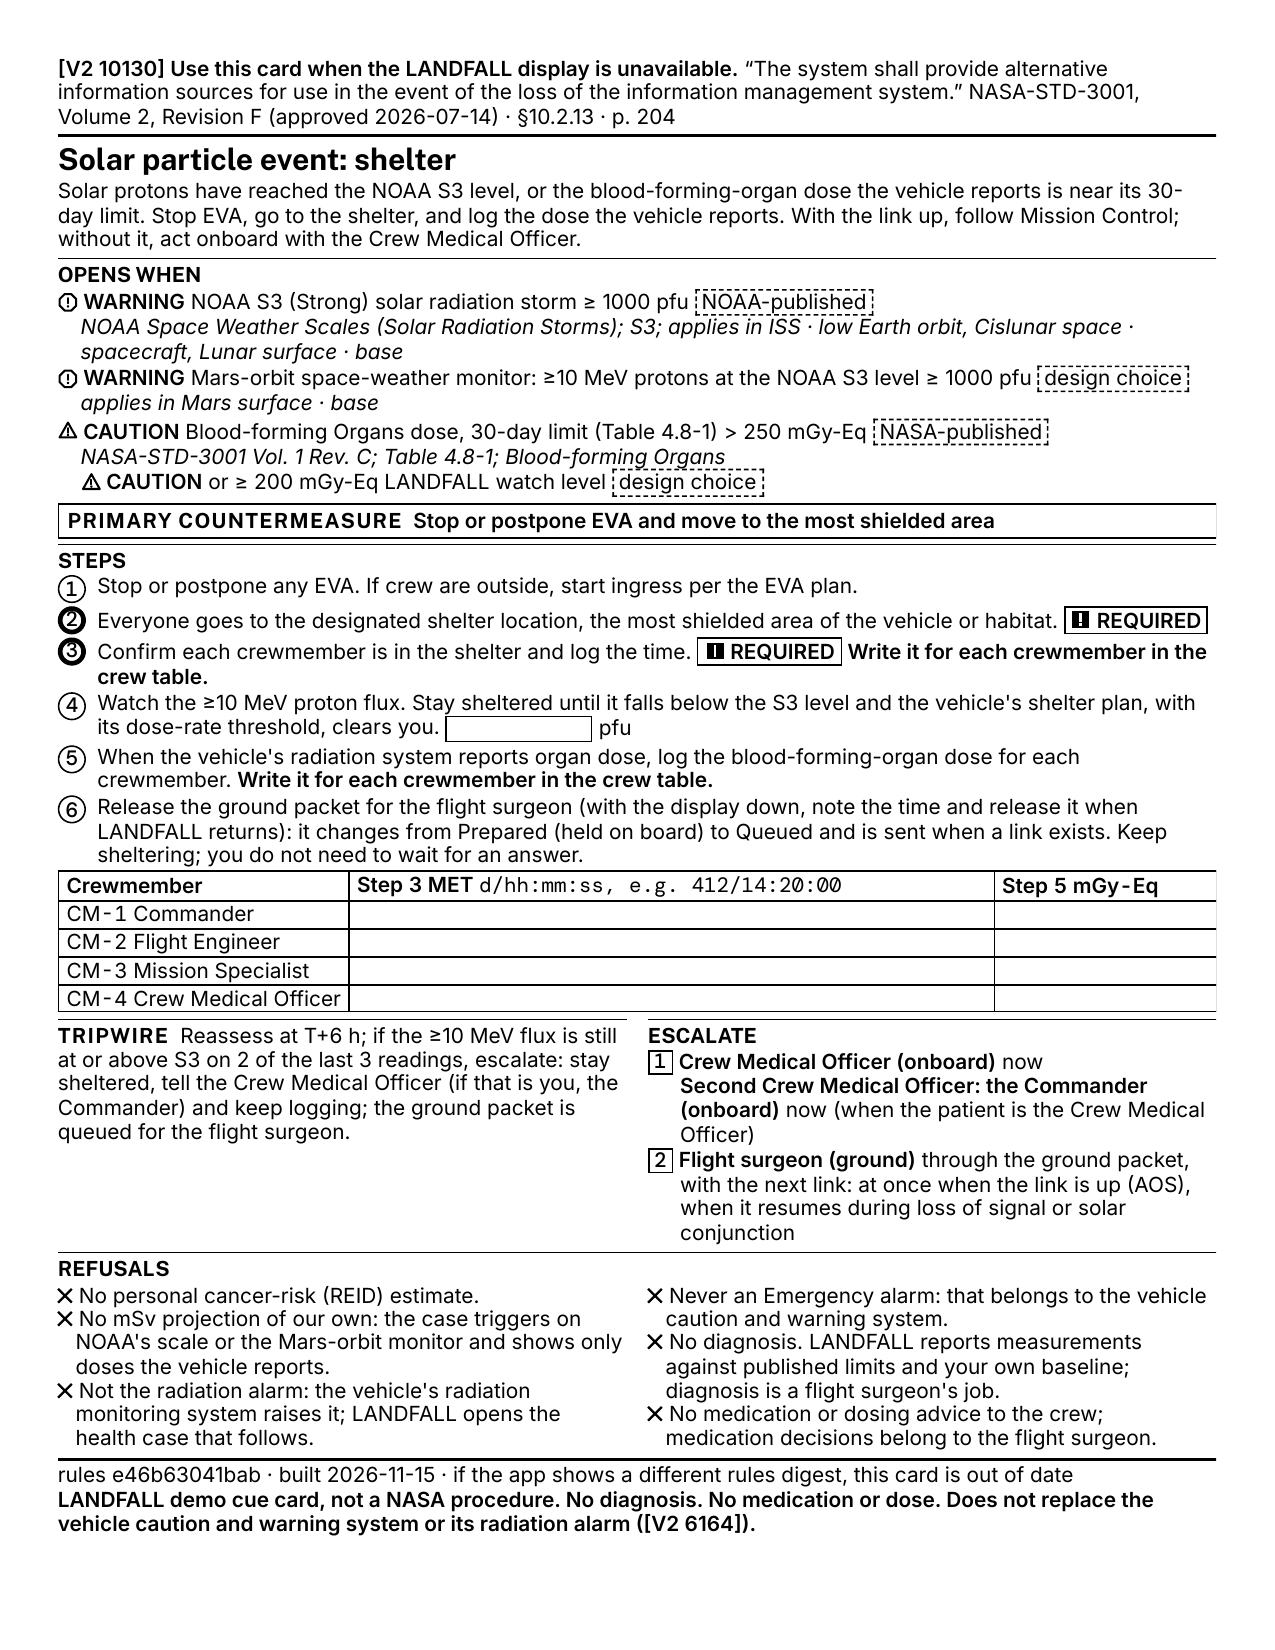 [V2 10130] Use this card when the LANDFALL display is unavailable. “The system shall provide alternative
information sources for use in the event of the loss of the information management system.” NASA-STD-3001,
Volume 2, Revision F (approved 2026-07-14) · §10.2.13 · p. 204
Solar particle event: shelter
Solar protons have reached the NOAA S3 level, or the blood-forming-organ dose the vehicle reports is near its 30-
day limit. Stop EVA, go to the shelter, and log the dose the vehicle reports. With the link up, follow Mission Control;
without it, act onboard with the Crew Medical Officer.
OPENS WHEN
WARNING NOAA S3 (Strong) solar radiation storm ≥ 1000 pfu NOAA-published
NOAA Space Weather Scales (Solar Radiation Storms); S3; applies in ISS · low Earth orbit, Cislunar space ·
spacecraft, Lunar surface · base
WARNING Mars-orbit space-weather monitor: ≥10 MeV protons at the NOAA S3 level ≥ 1000 pfu design choice
applies in Mars surface · base
CAUTION Blood-forming Organs dose, 30-day limit (Table 4.8-1) > 250 mGy-Eq NASA-published
NASA-STD-3001 Vol. 1 Rev. C; Table 4.8-1; Blood-forming Organs
CAUTION or ≥ 200 mGy-Eq LANDFALL watch level design choice
PRIMARY COUNTERMEASURE Stop or postpone EVA and move to the most shielded area
STEPS
1 Stop or postpone any EVA. If crew are outside, start ingress per the EVA plan.
2 Everyone goes to the designated shelter location, the most shielded area of the vehicle or habitat. ! REQUIRED
3 Confirm each crewmember is in the shelter and log the time. ! REQUIRED Write it for each crewmember in the
crew table.
4 Watch the ≥10 MeV proton flux. Stay sheltered until it falls below the S3 level and the vehicle's shelter plan, with
its dose-rate threshold, clears you. pfu
5 When the vehicle's radiation system reports organ dose, log the blood-forming-organ dose for each
crewmember. Write it for each crewmember in the crew table.
6 Release the ground packet for the flight surgeon (with the display down, note the time and release it when
LANDFALL returns): it changes from Prepared (held on board) to Queued and is sent when a link exists. Keep
sheltering; you do not need to wait for an answer.
Crewmember Step 3 MET d/hh:mm:ss, e.g. 412/14:20:00 Step 5 mGy-Eq
CM-1 Commander
CM-2 Flight Engineer
CM-3 Mission Specialist
CM-4 Crew Medical Officer
TRIPWIRE Reassess at T+6 h; if the ≥10 MeV flux is still
at or above S3 on 2 of the last 3 readings, escalate: stay
sheltered, tell the Crew Medical Officer (if that is you, the
Commander) and keep logging; the ground packet is
queued for the flight surgeon.
ESCALATE
1 Crew Medical Officer (onboard) now
Second Crew Medical Officer: the Commander
(onboard) now (when the patient is the Crew Medical
Officer)
2 Flight surgeon (ground) through the ground packet,
with the next link: at once when the link is up (AOS),
when it resumes during loss of signal or solar
conjunction
REFUSALS
✕ No personal cancer-risk (REID) estimate.
✕ No mSv projection of our own: the case triggers on
NOAA's scale or the Mars-orbit monitor and shows only
doses the vehicle reports.
✕ Not the radiation alarm: the vehicle's radiation
monitoring system raises it; LANDFALL opens the
health case that follows.
✕ Never an Emergency alarm: that belongs to the vehicle
caution and warning system.
✕ No diagnosis. LANDFALL reports measurements
against published limits and your own baseline;
diagnosis is a flight surgeon's job.
✕ No medication or dosing advice to the crew;
medication decisions belong to the flight surgeon.
rules e46b63041bab · built 2026-11-15 · if the app shows a different rules digest, this card is out of date
LANDFALL demo cue card, not a NASA procedure. No diagnosis. No medication or dose. Does not replace the
vehicle caution and warning system or its radiation alarm ([V2 6164]).